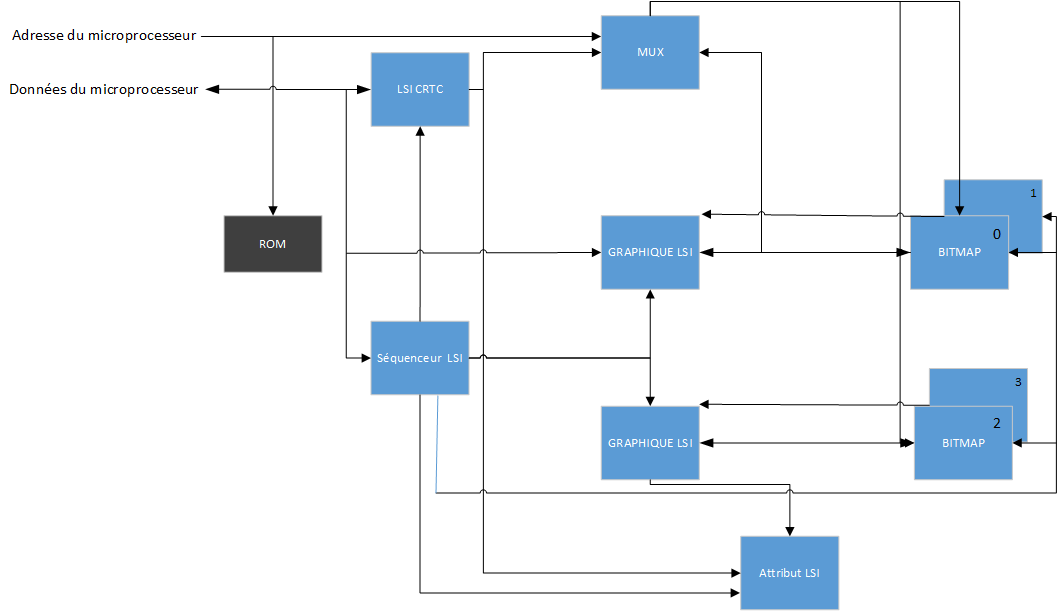 Adresse du microprocesseur
MUX
Données du microprocesseur
LSI CRTC
1
0
ROM
GRAPHIQUE LSI
BITMAP
Séquenceur LSI
3
2
GRAPHIQUE LSI
BITMAP
Attribut LSI